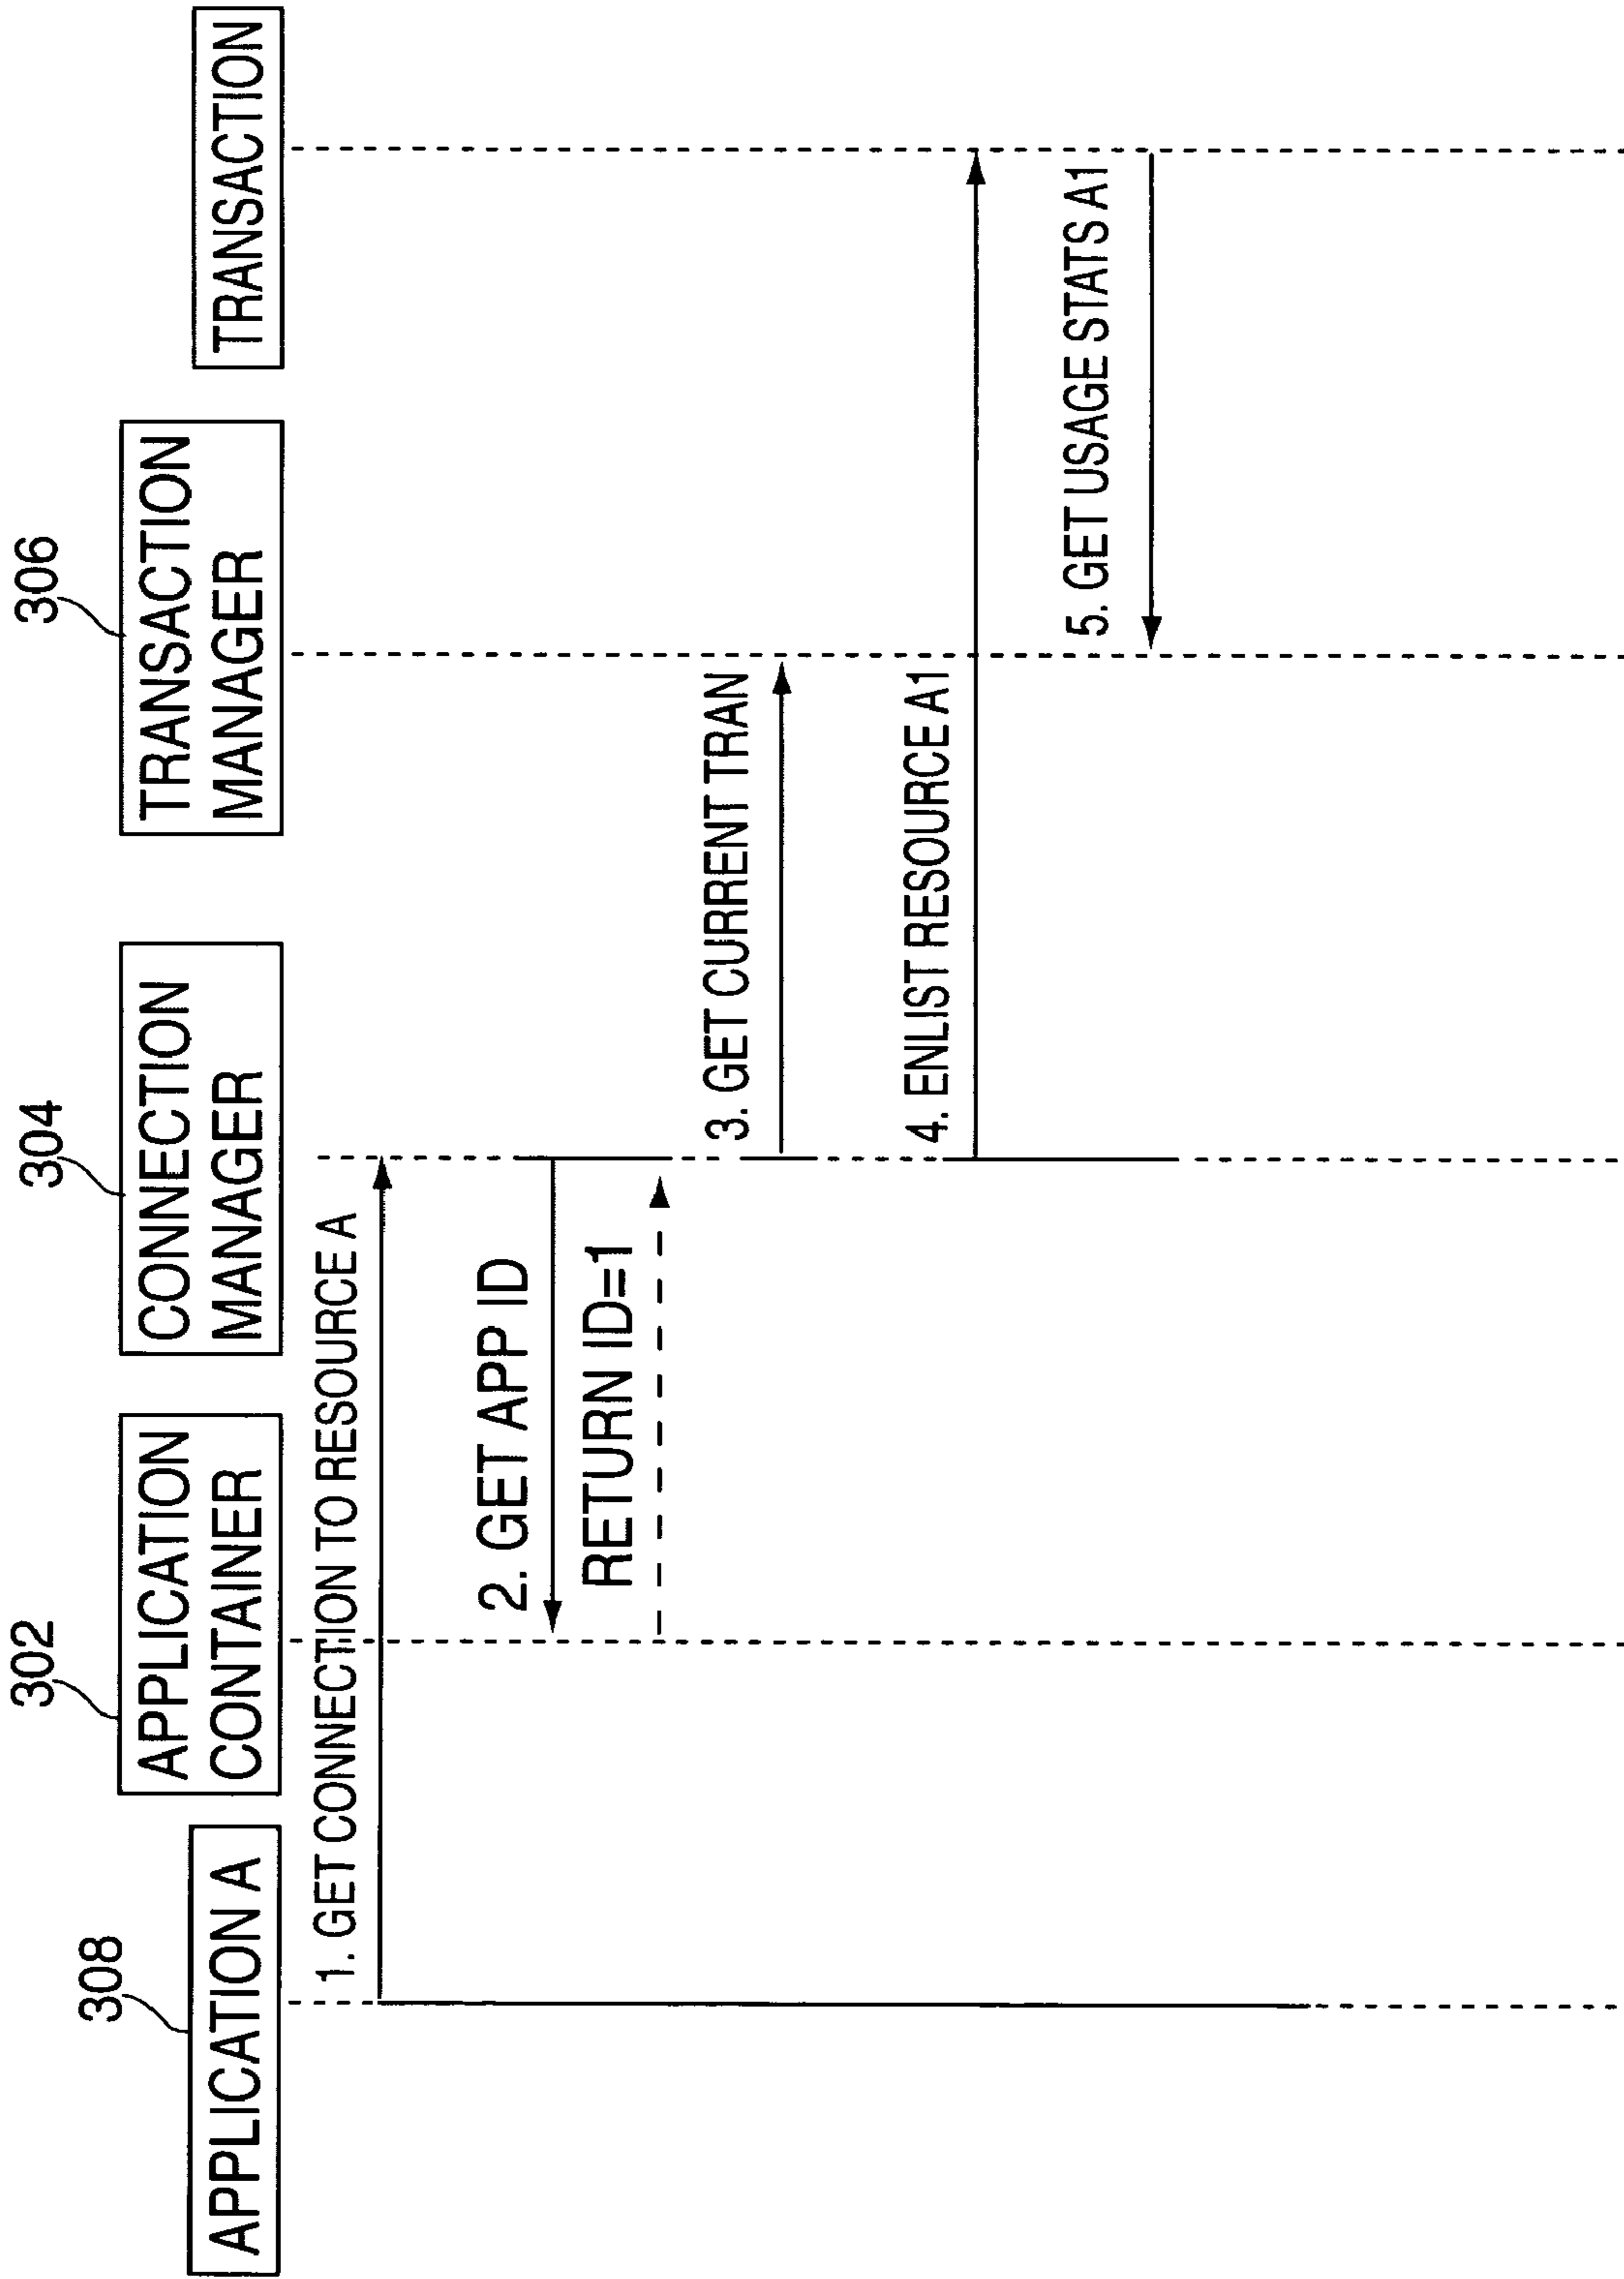 308
302
304
306
APPLICATION A
APPLICATION
CONTAINER
CONNECTION
MANAGER
TRANSACTION
MANAGER
TRANSACTION
1. GET CONNECTION TO RESOURCE A
2. GET APP ID
RETURN ID=1
3. GET CURRENT TRAN
4. ENLIST RESOURCE A1
5. GET USAGE STATS A1